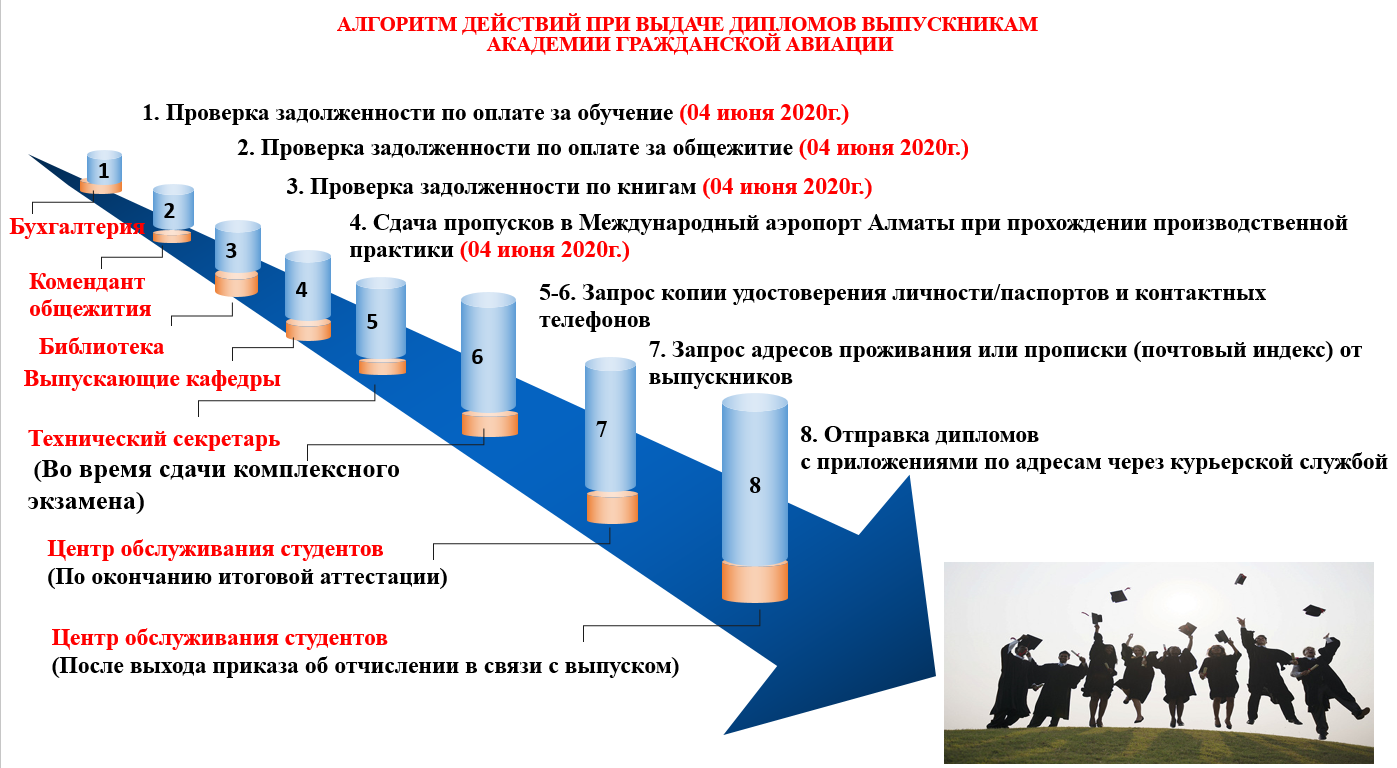 АЛГОРИТМ ДЕЙСТВИЙ ПРИ ВЫДАЧЕ ДИПЛОМОВ ВЫПУСКНИКАМ
АКАДЕМИИ ГРАЖДАНСКОЙ АВИАЦИИ
1. Проверка задолженности по оплате за обучение (04 июня 2020г.)
2. Проверка задолженности по оплате за общежитие (04 июня 2020г.)
3. Проверка задолженности по книгам (04 июня 2020г.)
4. Сдача пропусков в Международный аэропорт Алматы при прохождении производственной
практики (04 июня 2020г.)
5-6. Запрос копии удостоверения личности/паспортов и контактных
телефонов
7. Запрос адресов проживания или прописки (почтовый индекс) от
выпускников
8. Отправка дипломов
с приложениями по адресам через курьерской службой
1
2
3
4
5
6
7
8
Бухгалтерия
Комендант
общежития
Библиотека
Выпускающие кафедры
Технический секретарь
(Во время сдачи комплексного
экзамена)
Центр обслуживания студентов
(По окончанию итоговой аттестации)
Центр обслуживания студентов
(После выхода приказа об отчислении в связи с выпуском)